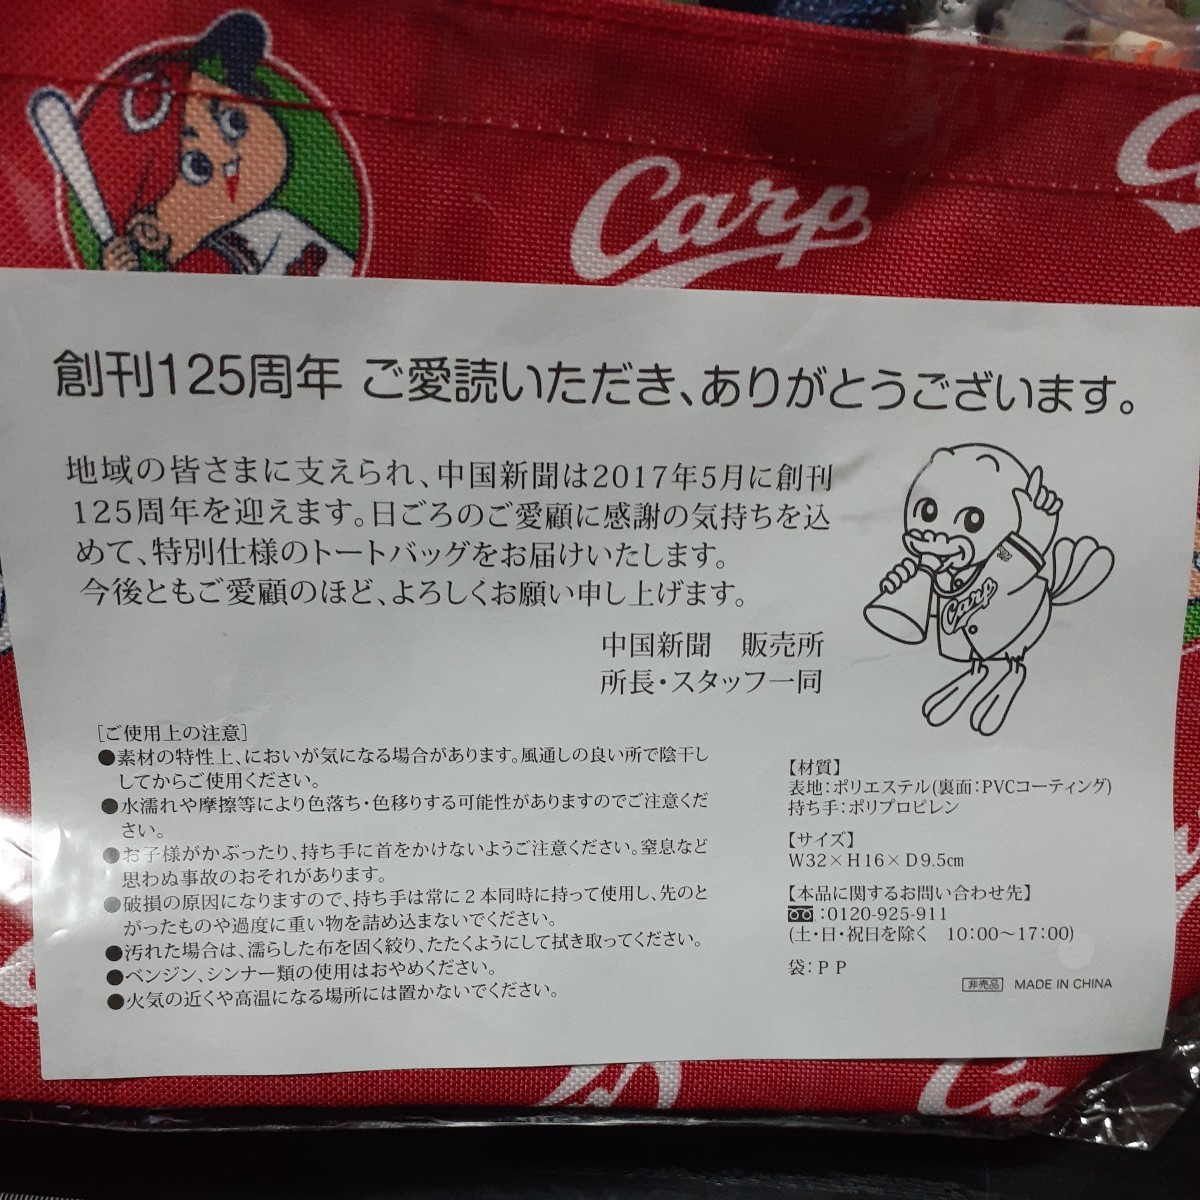 Carp
創刊125周年 ご愛読いただき、ありがとうございます。
地域の皆さまに支えられ、中国新聞は2017年5月に創刊
125周年を迎えます。日ごろのご愛顧に感謝の気持ちを込
めて、特別仕様のトートバッグをお届けいたします。
今後ともご愛顧のほど、よろしくお願い申し上げます。
中国新聞 販売所
所長・スタッフ一同
Carp
[ご使用上の注意]
●素材の特性上、においが気になる場合があります。風通しの良い所で陰干し
してからご使用ください。
●水濡れや摩擦等により色落ち・色移りする可能性がありますのでご注意くだ
さい。
●お子様がかぶったり、持ち手に首をかけないようご注意ください。窒息など
思わぬ事故のおそれがあります。
●破損の原因になりますので、持ち手は常に2本同時に持って使用し、先のと
がったものや過度に重い物を詰め込まないでください。
●汚れた場合は、濡らした布を固く絞り、たたくようにして拭き取ってください。
●ベンジン、シンナー類の使用はおやめください。
●火気の近くや高温になる場所には置かないでください。
【材質】
表地：ポリエステル(裏面：PVCコーティング)
持ち手：ポリプロピレン
【サイズ】
W32×H16×D9.5㎝
【本品に関するお問い合わせ先】
:0120-925-911
(土・日・祝日を除く 10:00〜17:00)
袋：PP
非売品 MADE IN CHINA
Ca